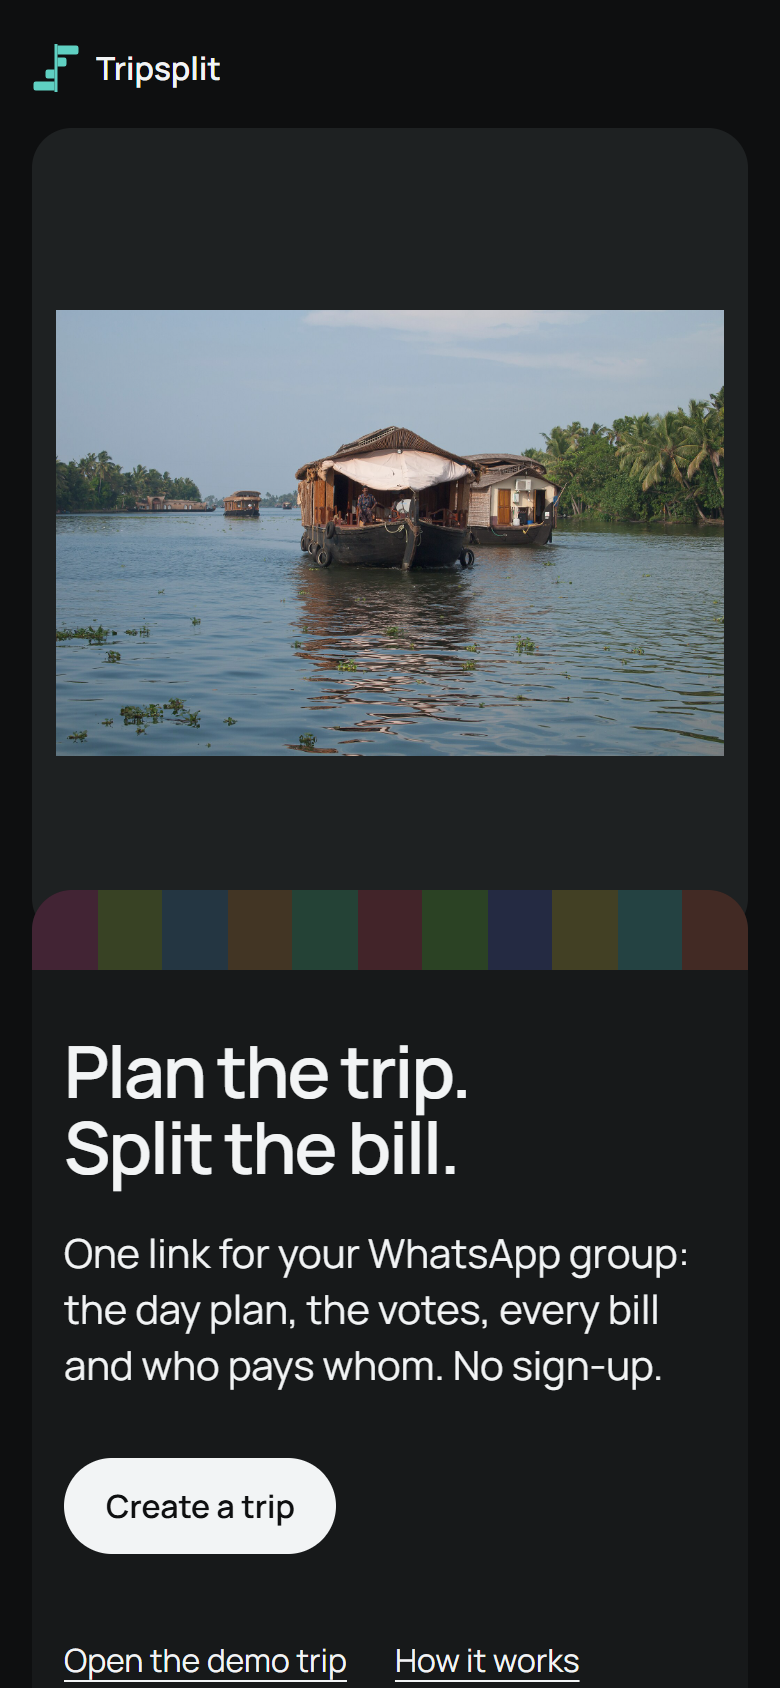 Tripsplit
Plan the trip.
Split the bill.
One link for your WhatsApp group:
the day plan, the votes, every bill
and who pays whom. No sign-up.
Create a trip
Open the demo trip
How it works